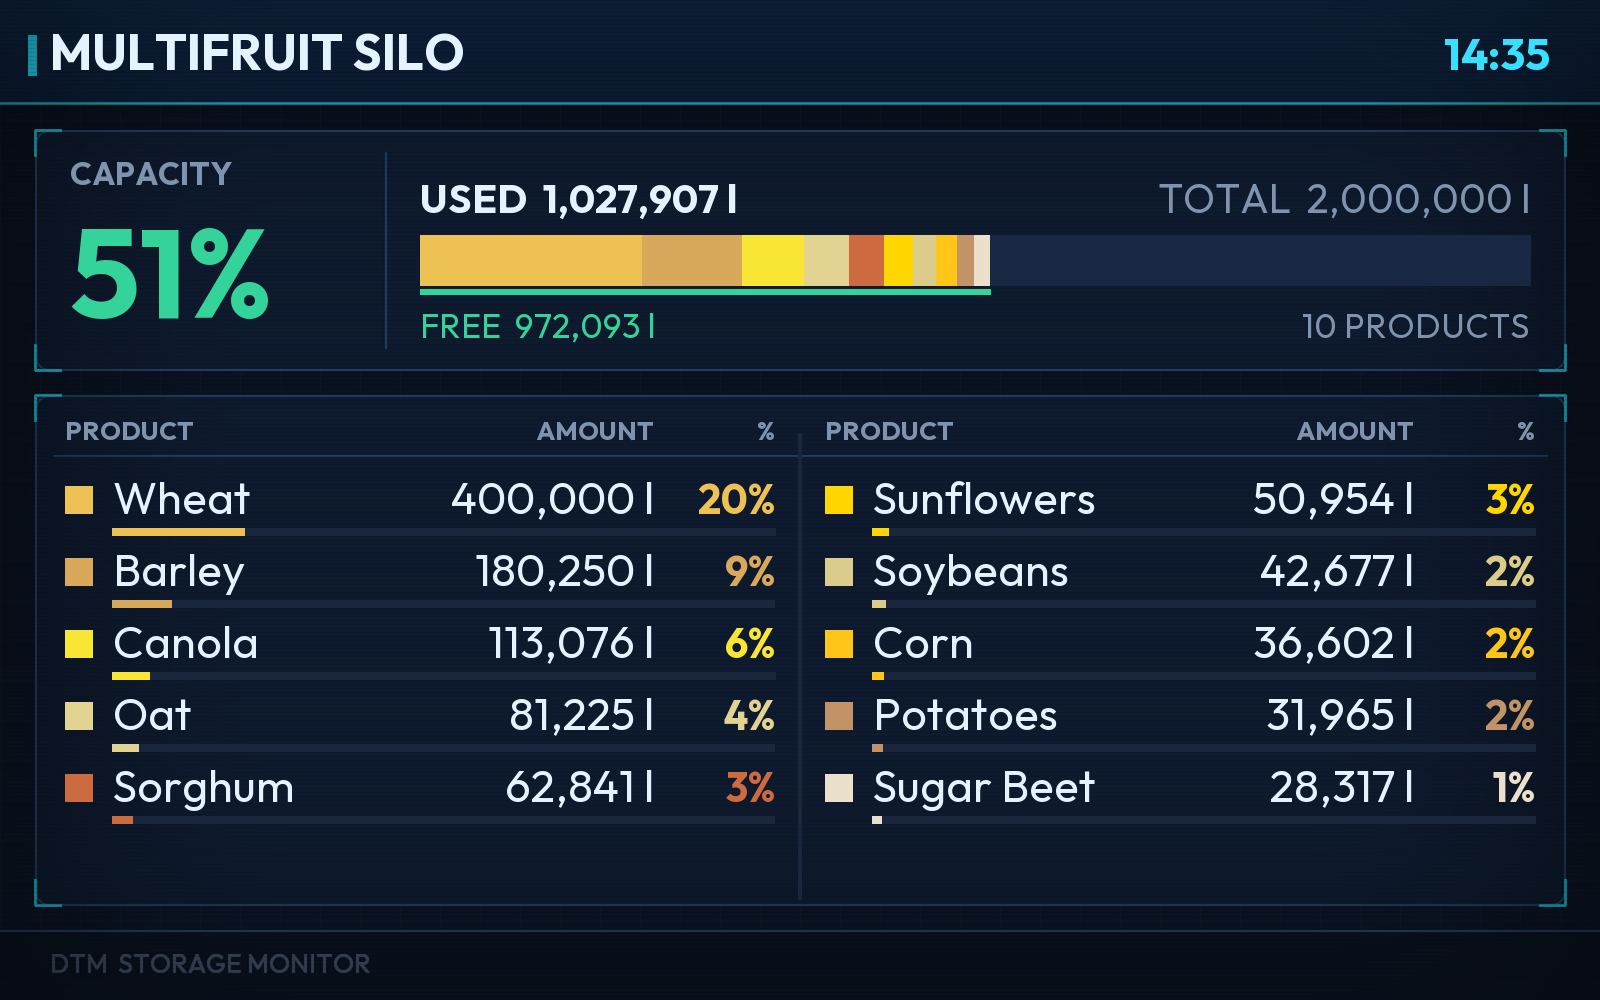 MULTIFRUIT SILO 14:35
CAPACITY
51%
USED 1,027,907 l TOTAL 2,000,000 l
FREE 972,093 l 10 PRODUCTS
PRODUCT AMOUNT % PRODUCT AMOUNT %
Wheat 400,000 l 20% Sunflowers 50,954 l 3%
Barley 180,250 l 9% Soybeans 42,677 l 2%
Canola 113,076 l 6% Corn 36,602 l 2%
Oat 81,225 l 4% Potatoes 31,965 l 2%
Sorghum 62,841 l 3% Sugar Beet 28,317 l 1%
DTM STORAGE MONITOR